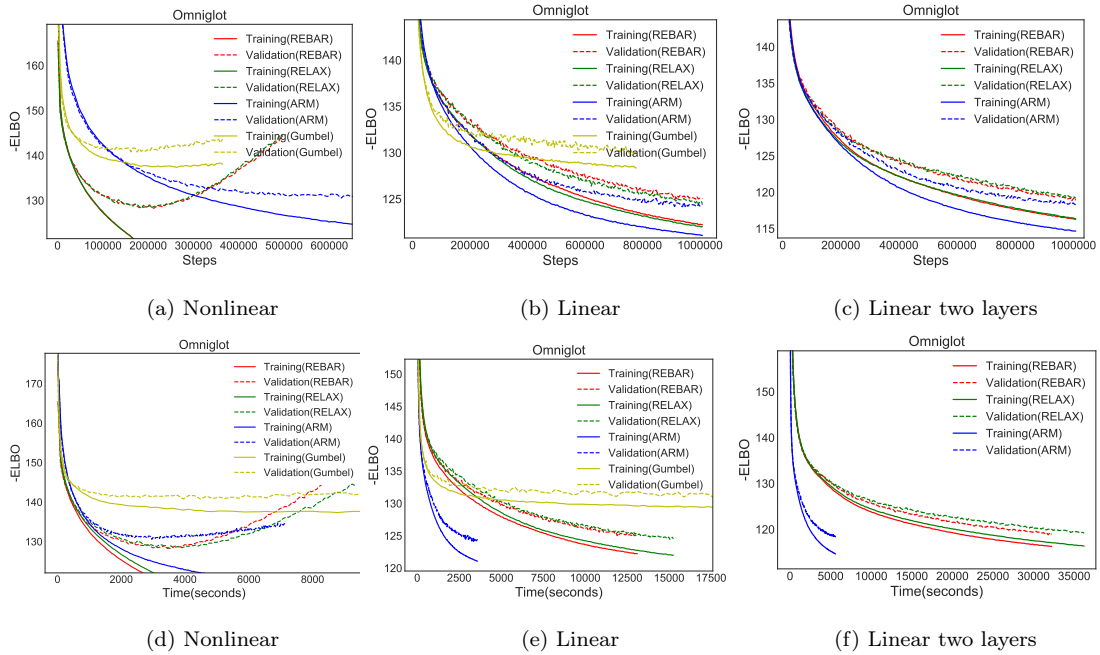 Omniglot
-ELBO
160
150
140
130
Training(REBAR)
Validation(REBAR)
Training(RELAX)
Validation(RELAX)
Training(ARM)
Validation(ARM)
Training(Gumbel)
Validation(Gumbel)
0 100000 200000 300000 400000 500000 600000
Steps
(a) Nonlinear
Omniglot
-ELBO
140
135
130
125
Training(REBAR)
Validation(REBAR)
Training(RELAX)
Validation(RELAX)
Training(ARM)
Validation(ARM)
Training(Gumbel)
Validation(Gumbel)
0 200000 400000 600000 800000 1000000
Steps
(b) Linear
Omniglot
-ELBO
140
135
130
125
120
115
Training(REBAR)
Validation(REBAR)
Training(RELAX)
Validation(RELAX)
Training(ARM)
Validation(ARM)
0 200000 400000 600000 800000 1000000
Steps
(c) Linear two layers
Omniglot
-ELBO
170
160
150
140
130
Training(REBAR)
Validation(REBAR)
Training(RELAX)
Validation(RELAX)
Training(ARM)
Validation(ARM)
Training(Gumbel)
Validation(Gumbel)
0 2000 4000 6000 8000
Time(seconds)
(d) Nonlinear
Omniglot
-ELBO
150
145
140
135
130
125
120
Training(REBAR)
Validation(REBAR)
Training(RELAX)
Validation(RELAX)
Training(ARM)
Validation(ARM)
Training(Gumbel)
Validation(Gumbel)
0 2500 5000 7500 10000 12500 15000 17500
Time(seconds)
(e) Linear
Omniglot
-ELBO
150
140
130
120
Training(REBAR)
Validation(REBAR)
Training(RELAX)
Validation(RELAX)
Training(ARM)
Validation(ARM)
0 5000 10000 15000 20000 25000 30000 35000
Time(seconds)
(f) Linear two layers